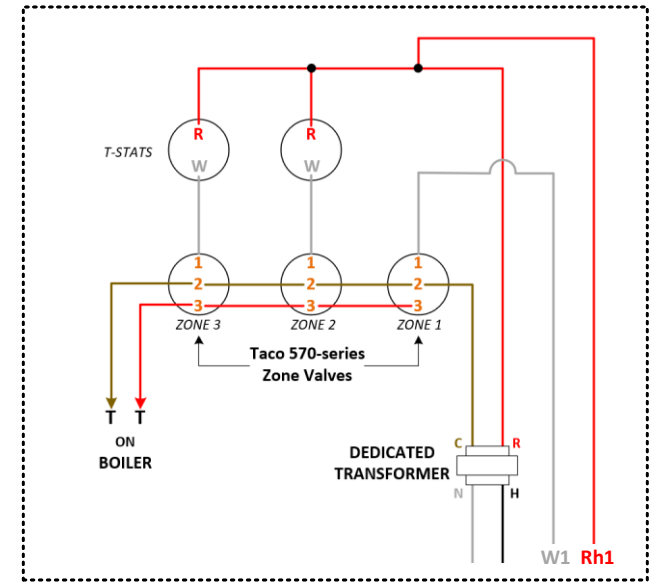 R
R
T-STATS
W
W
1
1
1
2
2
2
3
3
3
ZONE 3
ZONE 2
ZONE 1
Taco 570-series
Zone Valves
T
T
ON
BOILER
DEDICATED
TRANSFORMER
C
R
N
H
W1
Rh1